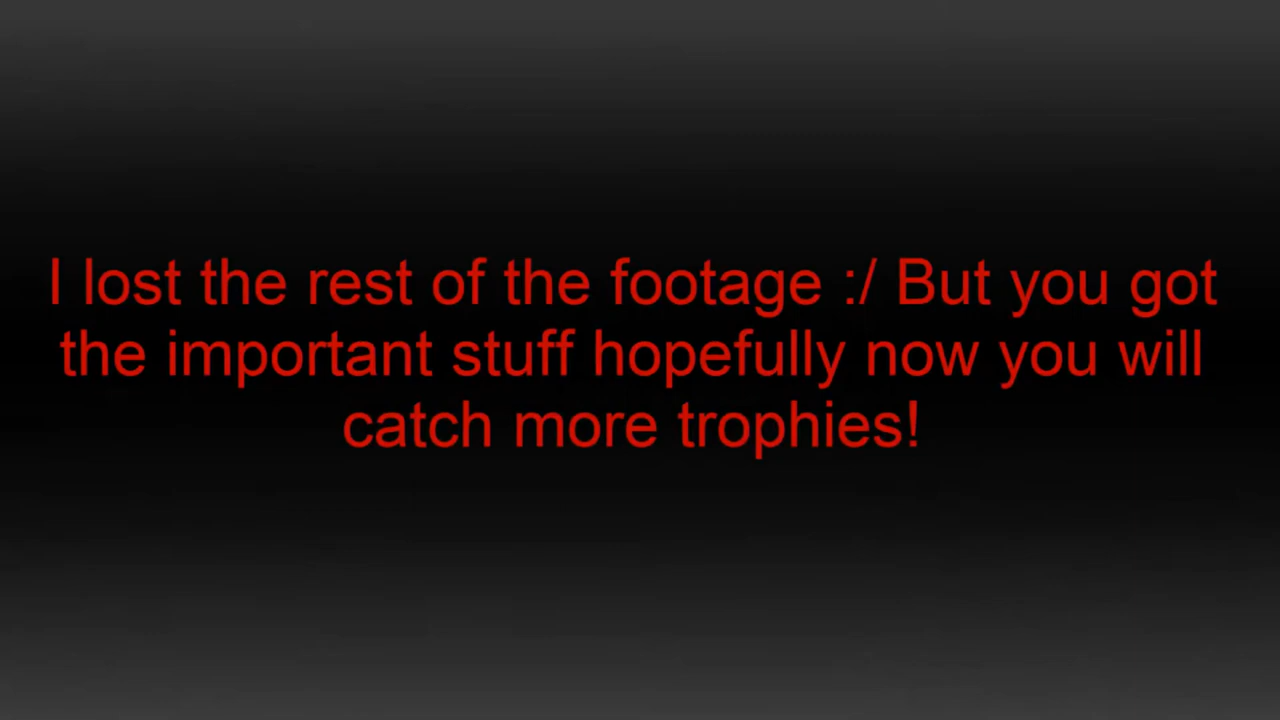 I lost the rest of the footage :/ But you got
the important stuff hopefully now you will
catch more trophies!